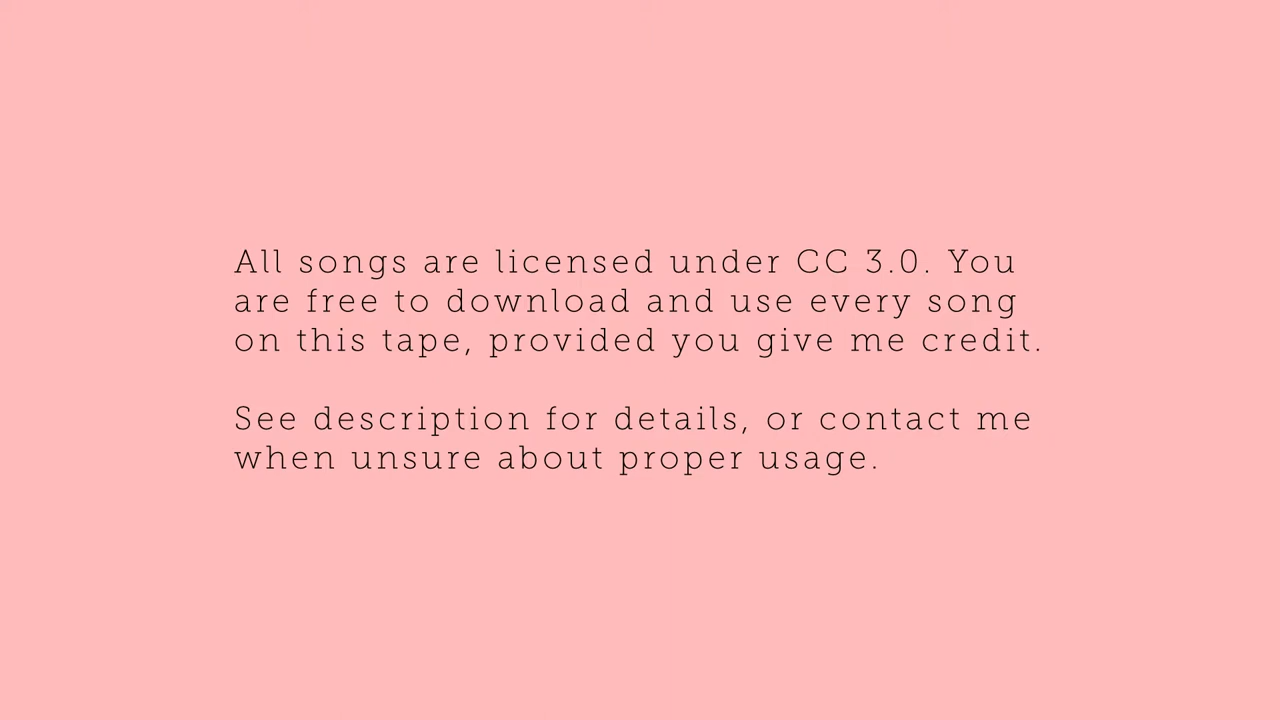 All songs are licensed under CC 3.0. You
are free to download and use every song
on this tape, provided you give me credit.
See description for details, or contact me
when unsure about proper usage.